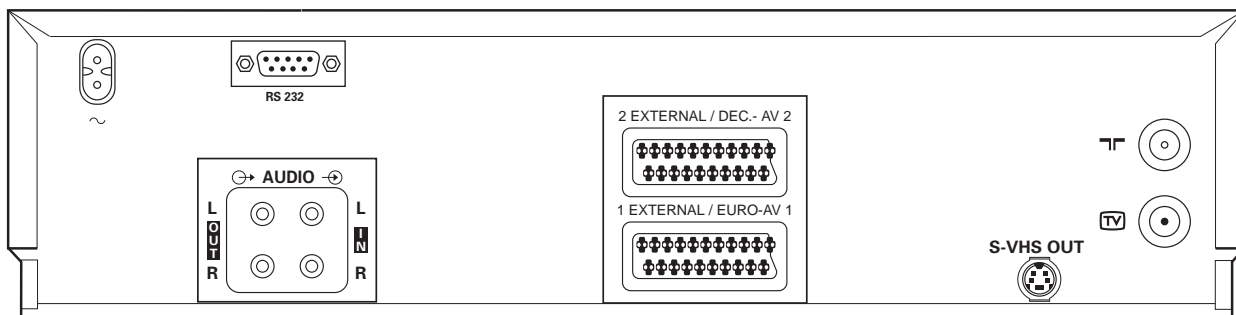 RS 232
2 EXTERNAL / DEC.- AV 2
AUDIO
L
L
OUT
IN
R
R
1 EXTERNAL / EURO-AV 1
TV
S-VHS OUT